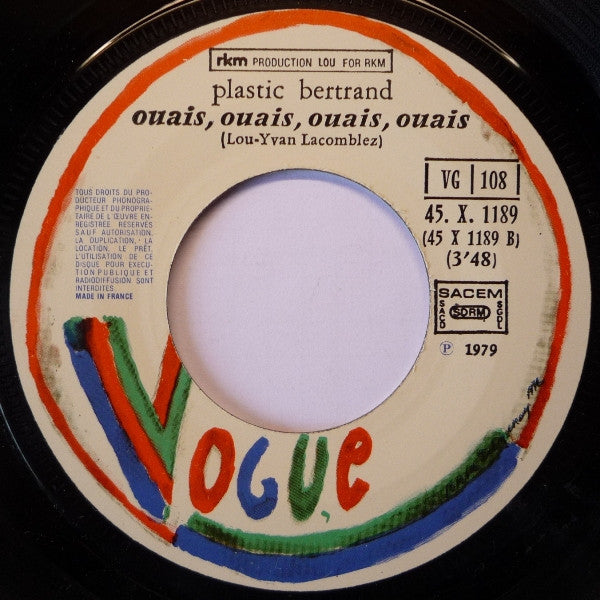 rkm PRODUCTION LOU FOR RKM
plastic bertrand
ouais, ouais, ouais, ouais
(Lou-Yvan Lacomblez)
VG 108
45. X. 1189
(45 X 1189 B)
(3'48)
TOUS DROITS DU PRO-
DUCTEUR PHONOGRA-
PHIQUE ET DU PROPRIE-
TAIRE DE L'ŒUVRE EN-
REGISTREE RESERVES
SAUF AUTORISATION.
LA DUPLICATION, LA
LOCATION, LE PRÊT,
L'UTILISATION DE CE
DISQUE POUR EXECU-
TION PUBLIQUE ET
RADIODIFFUSION SONT
INTERDITES.
MADE IN FRANCE
SACEM
SACD SDRM SGDL
Ⓟ 1979
VOGUE